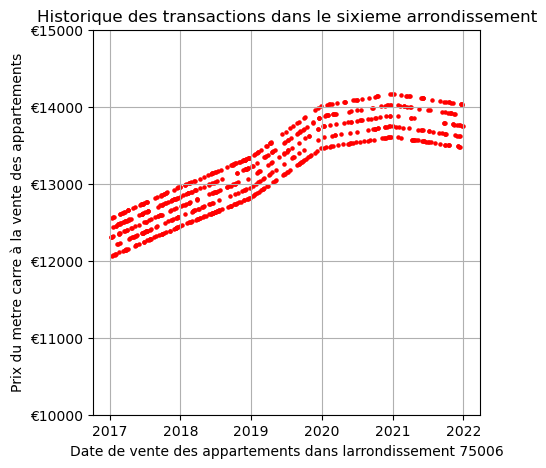 Historique des transactions dans le sixieme arrondissement
Prix du metre carre à la vente des appartements
€15000
€14000
€13000
€12000
€11000
€10000
2017 2018 2019 2020 2021 2022
Date de vente des appartements dans larrondissement 75006